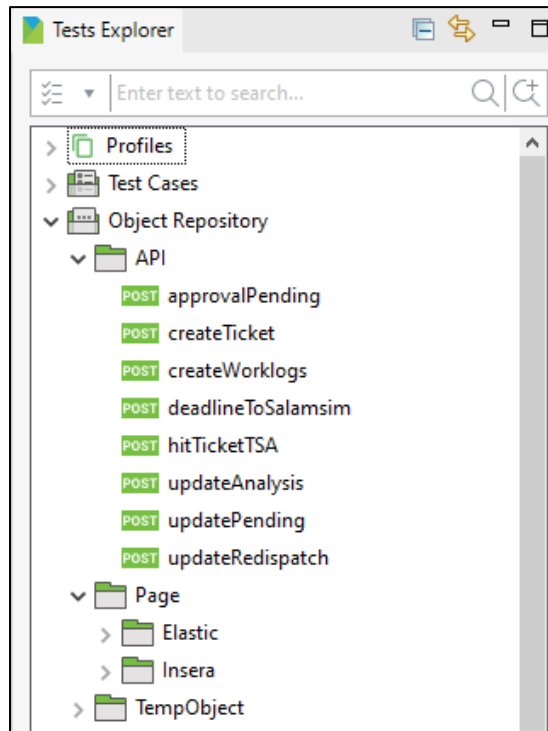 Tests Explorer
Enter text to search...
Profiles
Test Cases
Object Repository
API
POST approvalPending
POST createTicket
POST createWorklogs
POST deadlineToSalamsim
POST hitTicketTSA
POST updateAnalysis
POST updatePending
POST updateRedispatch
Page
Elastic
Insera
TempObject